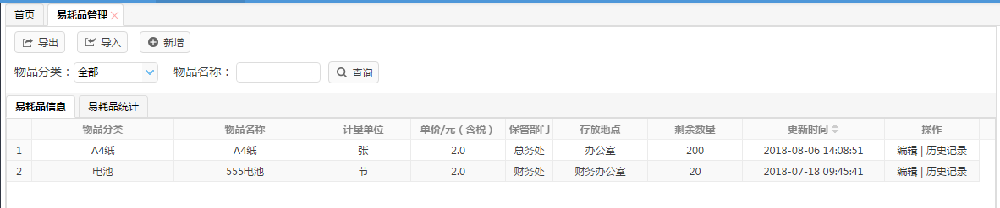 首页 易耗品管理
导出 导入 新增
物品分类： 全部 物品名称： 查询
易耗品信息 易耗品统计
物品分类 物品名称 计量单位 单价/元（含税） 保管部门 存放地点 剩余数量 更新时间 操作
1 A4纸 A4纸 张 2.0 总务处 办公室 200 2018-08-06 14:08:51 编辑 | 历史记录
2 电池 555电池 节 2.0 财务处 财务办公室 20 2018-07-18 09:45:41 编辑 | 历史记录